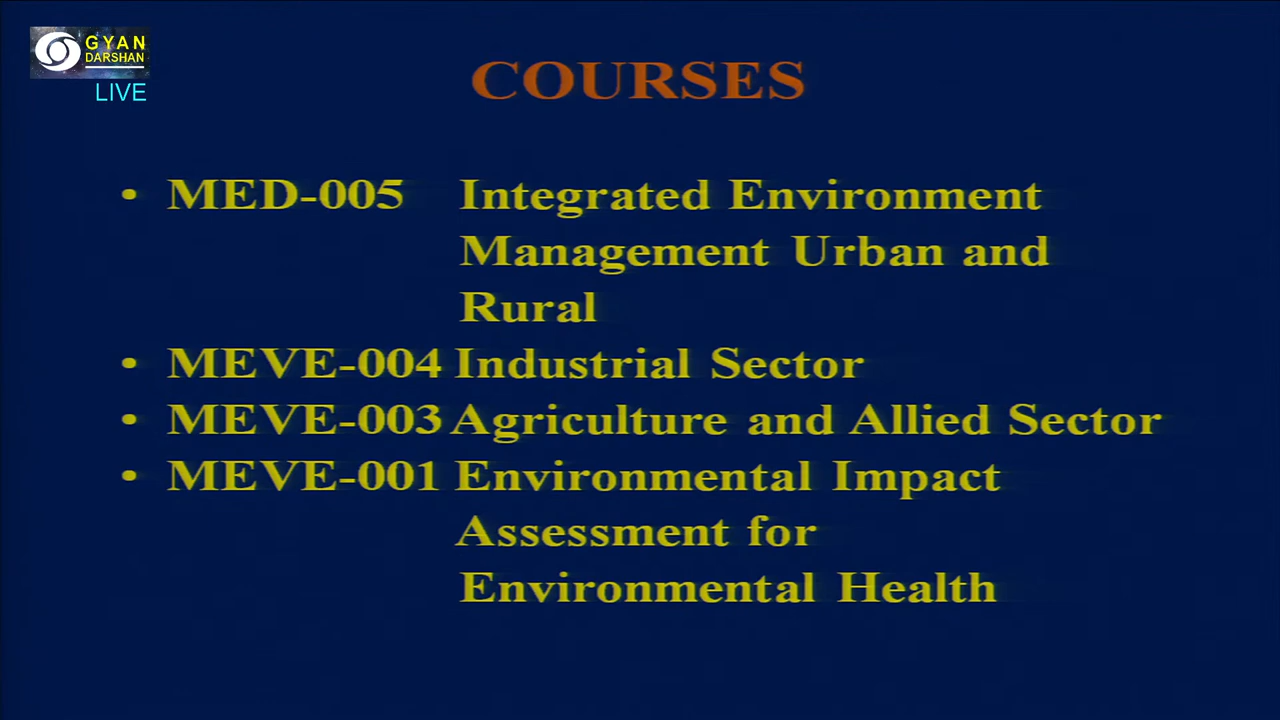 GYAN
DARSHAN
LIVE
COURSES
• MED-005 Integrated Environment
Management Urban and
Rural
• MEVE-004 Industrial Sector
• MEVE-003 Agriculture and Allied Sector
• MEVE-001 Environmental Impact
Assessment for
Environmental Health